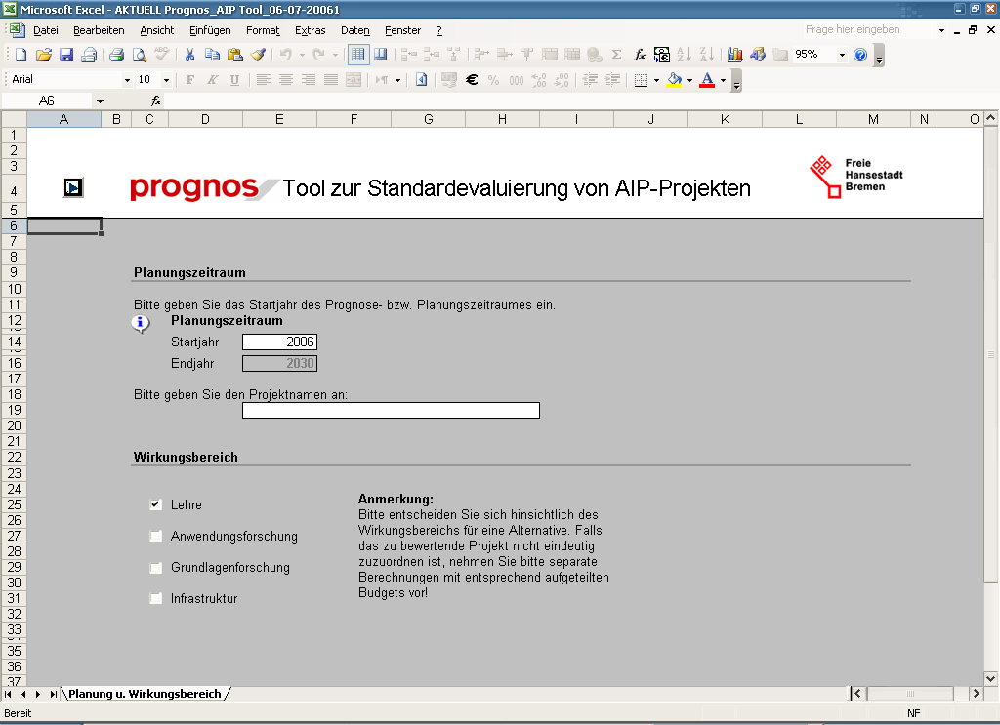 Microsoft Excel - AKTUELL Prognos_AIP Tool_06-07-20061
Datei Bearbeiten Ansicht Einfügen Format Extras Daten Fenster ? Frage hier eingeben
95%
Arial 10 F K U € % 000
A6 fx
A B C D E F G H I J K L M N O
1
2
3
4
5
6
7
8
9
10
11
12
14
16
17
18
19
20
21
22
23
24
25
26
27
28
29
30
31
32
33
35
36
37
prognos Tool zur Standardevaluierung von AIP-Projekten
Freie
Hansestadt
Bremen
Planungszeitraum
Bitte geben Sie das Startjahr des Prognose- bzw. Planungszeitraumes ein.
Planungszeitraum
Startjahr 2006
Endjahr 2030
Bitte geben Sie den Projektnamen an:
Wirkungsbereich
Lehre
Anwendungsforschung
Grundlagenforschung
Infrastruktur
Anmerkung:
Bitte entscheiden Sie sich hinsichtlich des
Wirkungsbereichs für eine Alternative. Falls
das zu bewertende Projekt nicht eindeutig
zuzuordnen ist, nehmen Sie bitte separate
Berechnungen mit entsprechend aufgeteilten
Budgets vor!
Planung u. Wirkungsbereich
Bereit NF